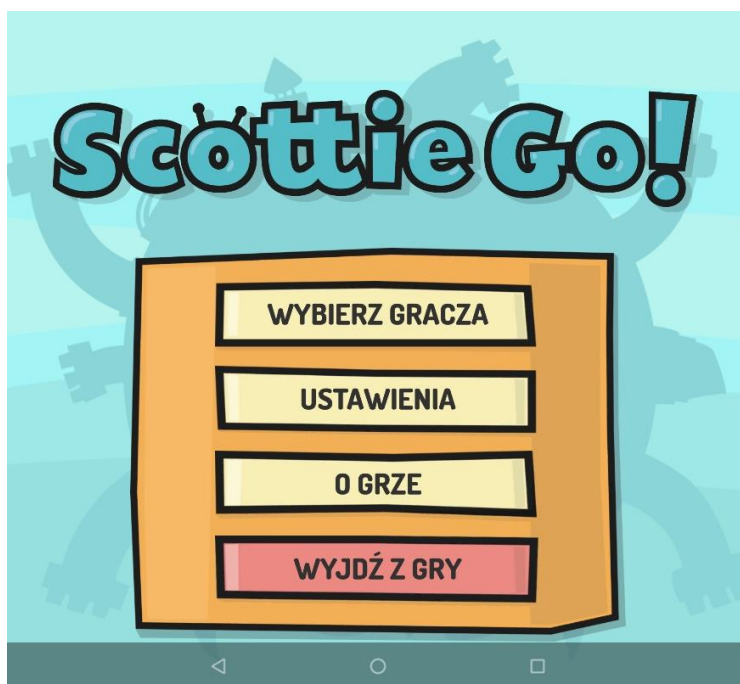 Scottie Go!
WYBIERZ GRACZA
USTAWIENIA
O GRZE
WYJDŹ Z GRY